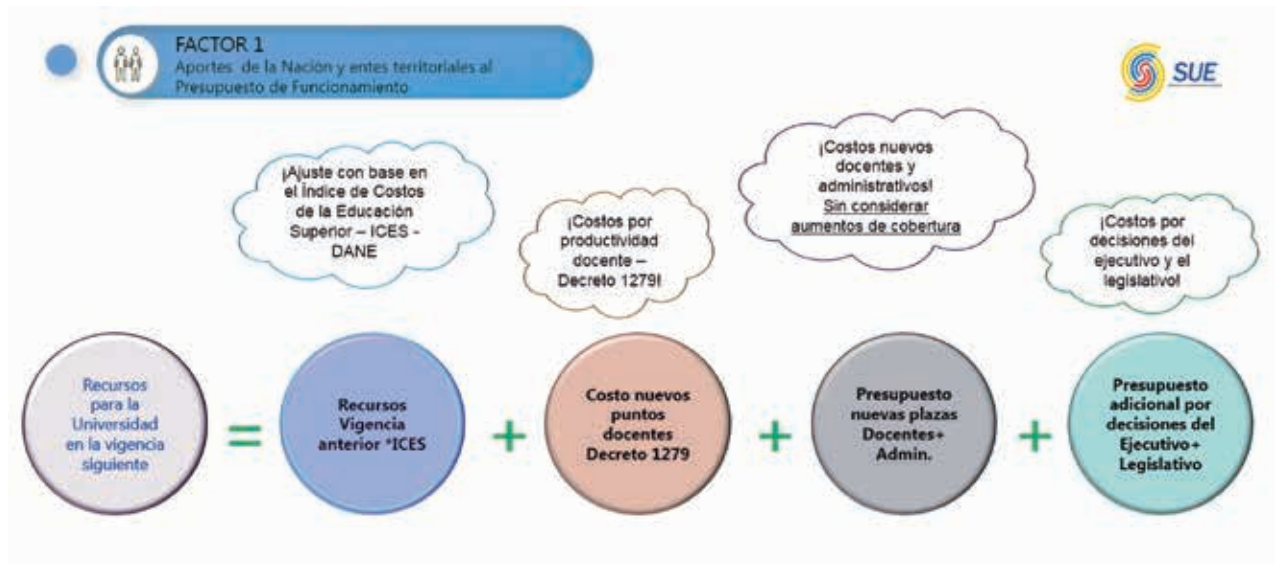 FACTOR 1
Aportes de la Nación y entes territoriales al
Presupuesto de Funcionamiento
SUE
¡Ajuste con base en
el Índice de Costos
de la Educación
Superior – ICES -
DANE
¡Costos por
productividad
docente –
Decreto 1279!
¡Costos nuevos
docentes y
administrativos!
Sin considerar
aumentos de cobertura
¡Costos por
decisiones del
ejecutivo y el
legislativo!
Recursos
para la
Universidad
en la vigencia
siguiente
=
Recursos
Vigencia
anterior *ICES
+
Costo nuevos
puntos
docentes
Decreto 1279
+
Presupuesto
nuevas plazas
Docentes+
Admin.
+
Presupuesto
adicional por
decisiones del
Ejecutivo+
Legislativo